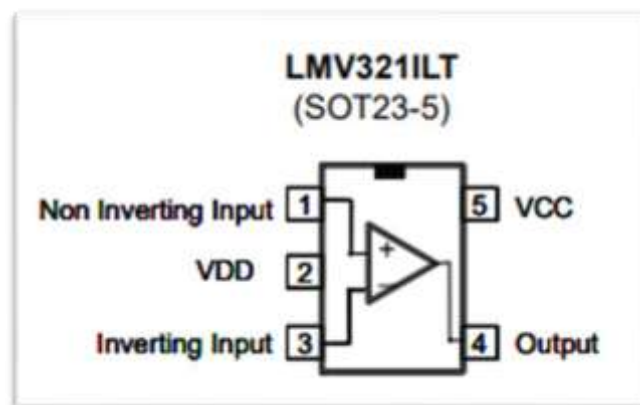 LMV321ILT
(SOT23-5)
Non Inverting Input 1
5 VCC
+
VDD 2
−
Inverting Input 3
4 Output